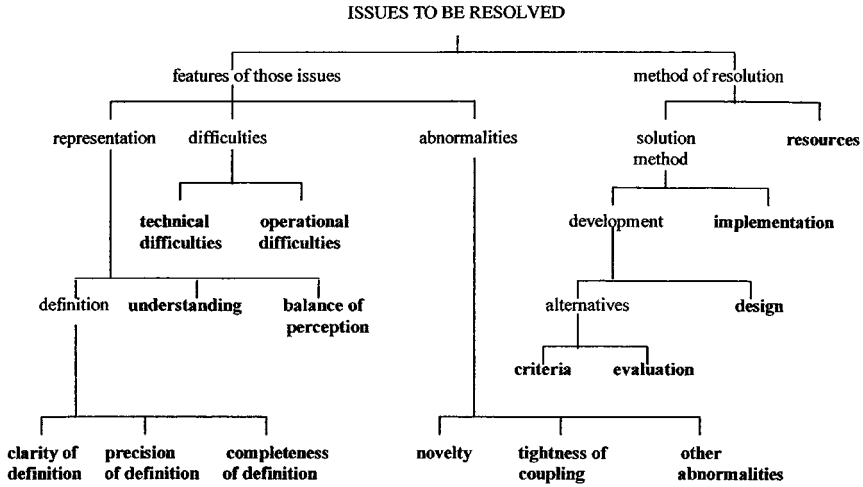 ISSUES TO BE RESOLVED
features of those issues
method of resolution
representation
difficulties
abnormalities
solution
method
resources
technical
difficulties
operational
difficulties
development
implementation
definition
understanding
balance of
perception
alternatives
design
criteria
evaluation
clarity of
definition
precision
of definition
completeness
of definition
novelty
tightness of
coupling
other
abnormalities